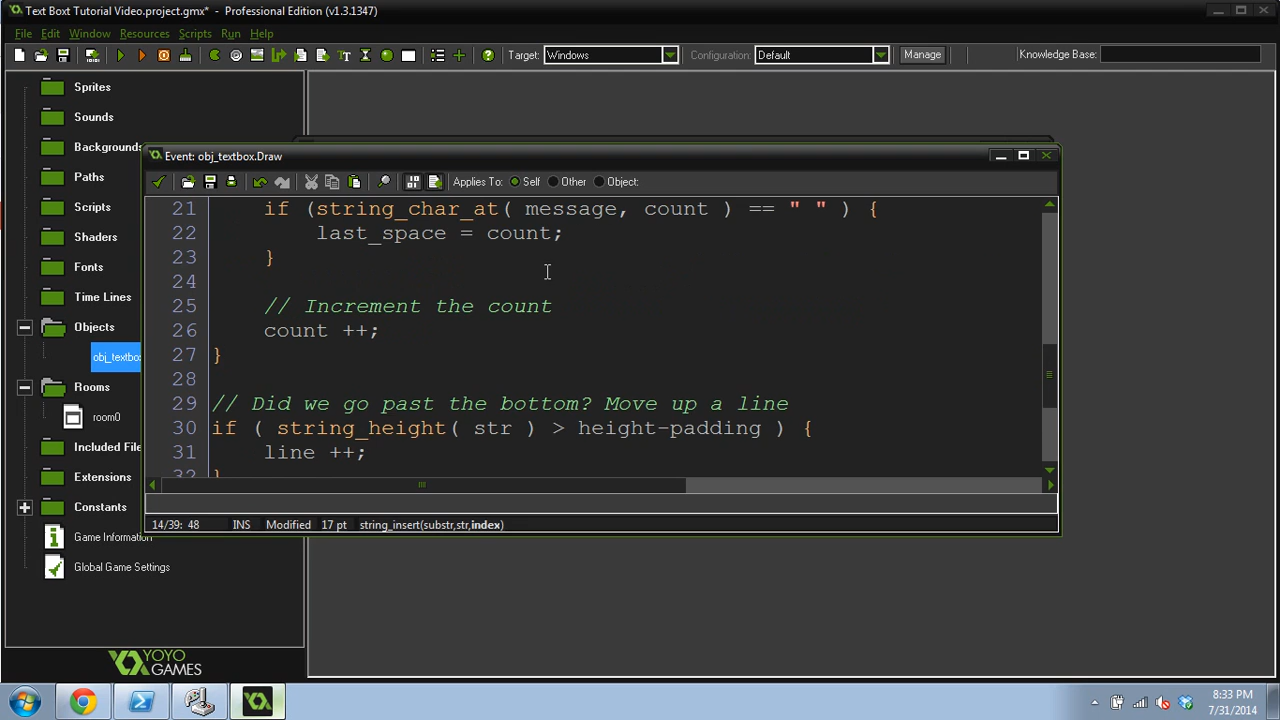 Text Boxt Tutorial Video.project.gmx* - Professional Edition (v1.3.1347)
File Edit Window Resources Scripts Run Help
Target: Windows Configuration: Default Manage Knowledge Base:
Sprites
Sounds
Backgrounds
Paths
Scripts
Shaders
Fonts
Time Lines
Objects
obj_textbox
Rooms
room0
Included File
Extensions
Constants
Game Information
Global Game Settings
YOYO
GAMES
Event: obj_textbox.Draw
Applies To: Self Other Object:
21 if (string_char_at( message, count ) == " " ) {
22 last_space = count;
23 }
24
25 // Increment the count
26 count ++;
27 }
28
29 // Did we go past the bottom? Move up a line
30 if ( string_height( str ) > height-padding ) {
31 line ++;
32 }
14/39: 48 INS Modified 17 pt string_insert(substr,str,index)
8:33 PM
7/31/2014